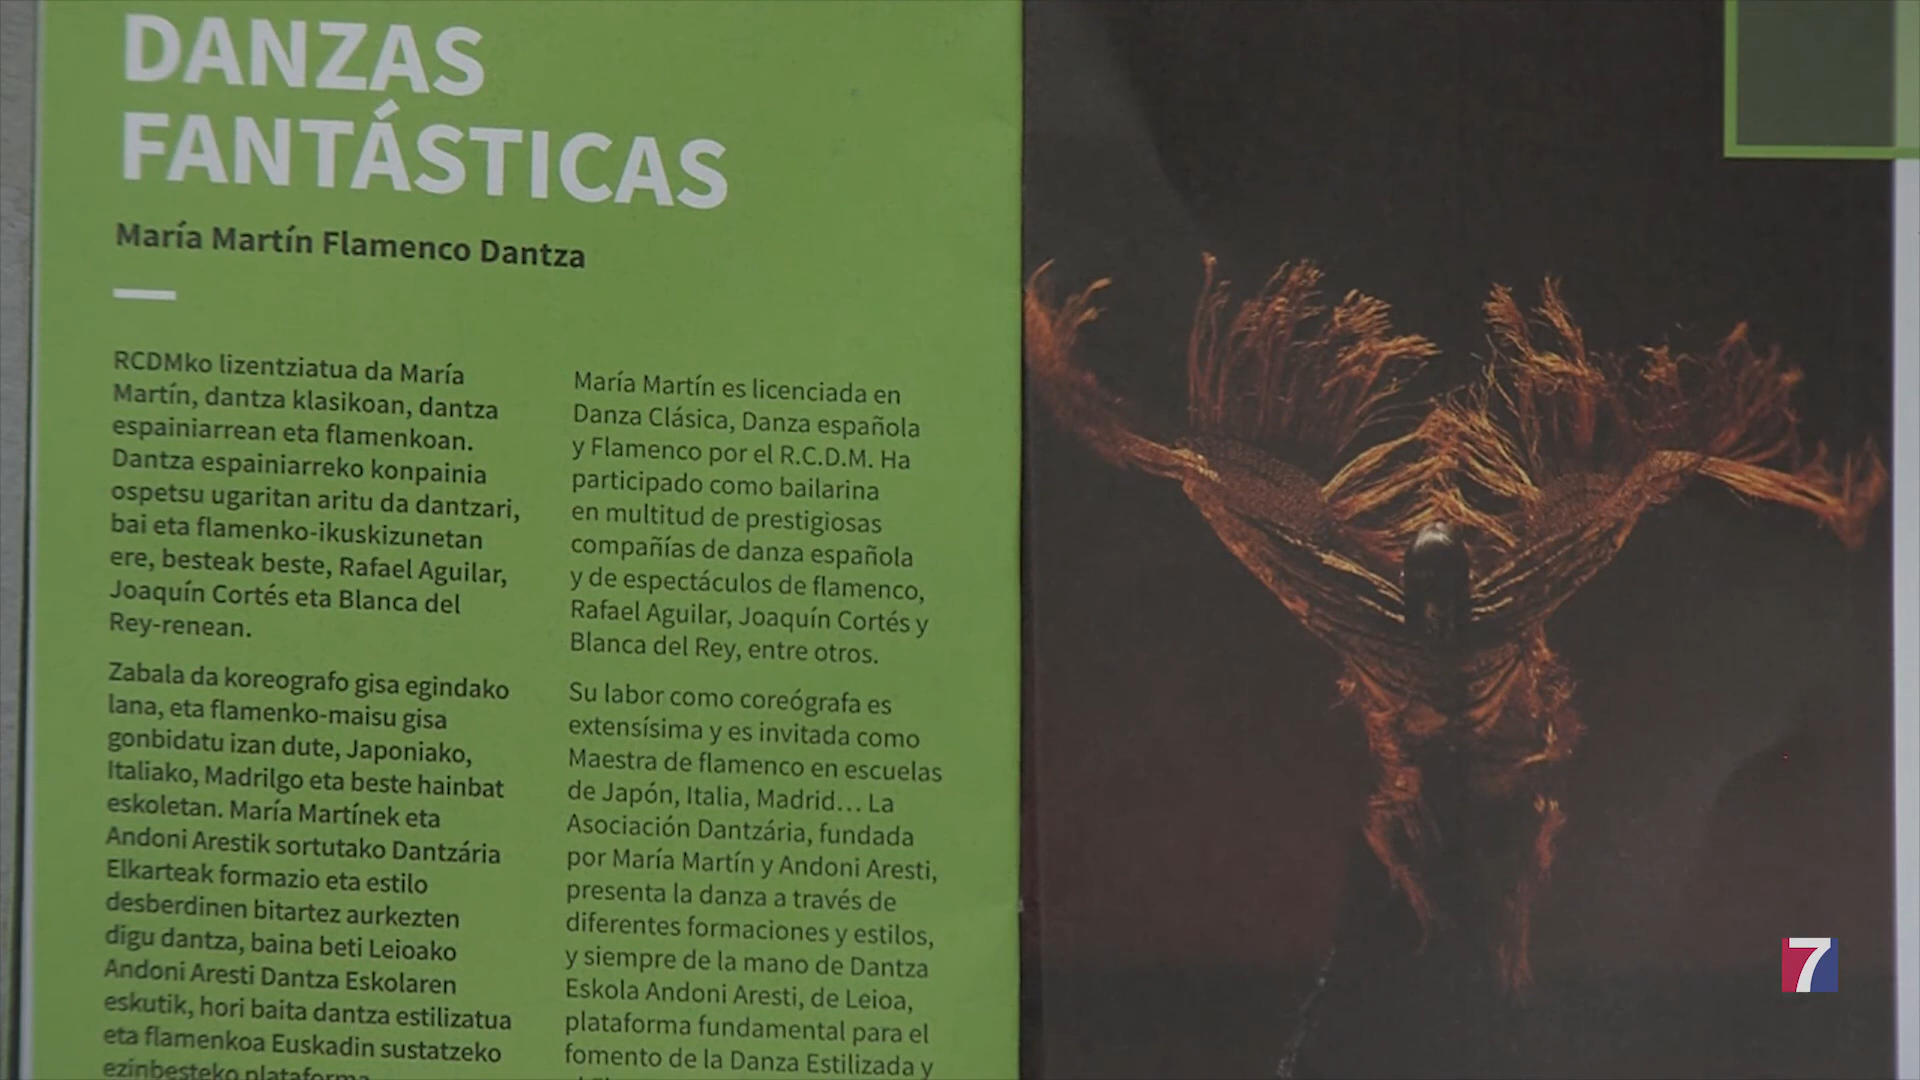 DANZAS
FANTÁSTICAS
María Martín Flamenco Dantza
RCDMko lizentziatua da María
Martín, dantza klasikoan, dantza
espainiarrean eta flamenkoan.
Dantza espainiarreko konpainia
ospetsu ugaritan aritu da dantzari,
bai eta flamenko-ikuskizunetan
ere, besteak beste, Rafael Aguilar,
Joaquín Cortés eta Blanca del
Rey-renean.
Zabala da koreografo gisa egindako
lana, eta flamenko-maisu gisa
gonbidatu izan dute, Japoniako,
Italiako, Madrilgo eta beste hainbat
eskoletan. María Martínek eta
Andoni Arestik sortutako Dantzária
Elkarteak formazio eta estilo
desberdinen bitartez aurkezten
digu dantza, baina beti Leioako
Andoni Aresti Dantza Eskolaren
eskutik, hori baita dantza estilizatua
eta flamenkoa Euskadin sustatzeko
ezinbesteko plataforma
María Martín es licenciada en
Danza Clásica, Danza española
y Flamenco por el R.C.D.M. Ha
participado como bailarina
en multitud de prestigiosas
compañías de danza española
y de espectáculos de flamenco,
Rafael Aguilar, Joaquín Cortés y
Blanca del Rey, entre otros.
Su labor como coreógrafa es
extensísima y es invitada como
Maestra de flamenco en escuelas
de Japón, Italia, Madrid… La
Asociación Dantzária, fundada
por María Martín y Andoni Aresti,
presenta la danza a través de
diferentes formaciones y estilos,
y siempre de la mano de Dantza
Eskola Andoni Aresti, de Leioa,
plataforma fundamental para el
fomento de la Danza Estilizada y
7